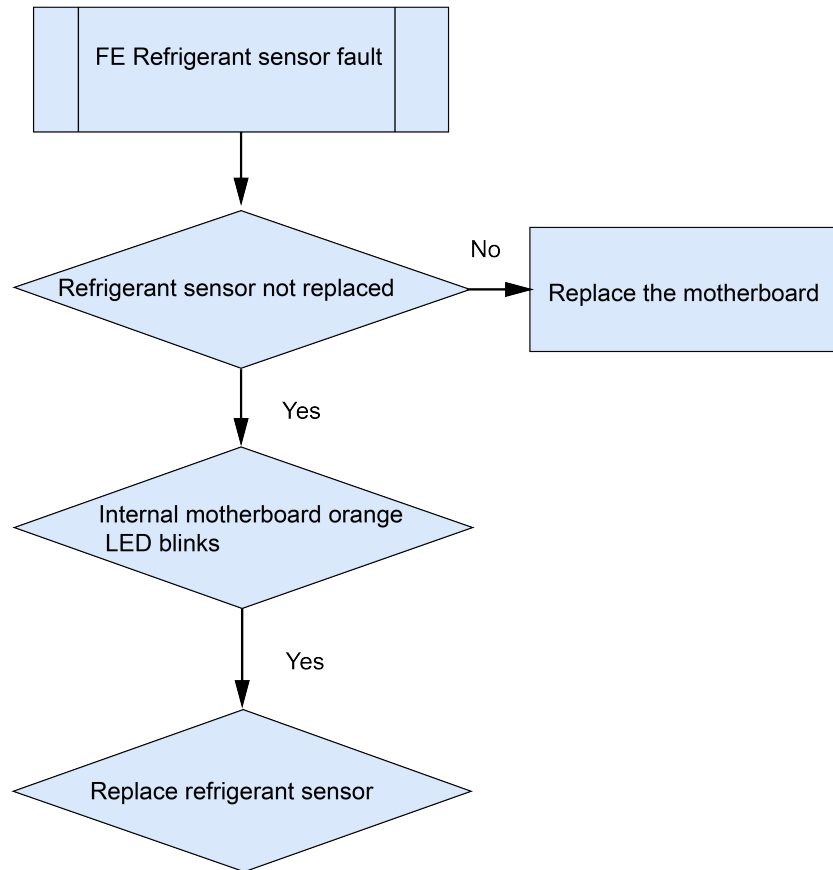 FE Refrigerant sensor fault
Refrigerant sensor not replaced
No
Replace the motherboard
Yes
Internal motherboard orange
LED blinks
Yes
Replace refrigerant sensor